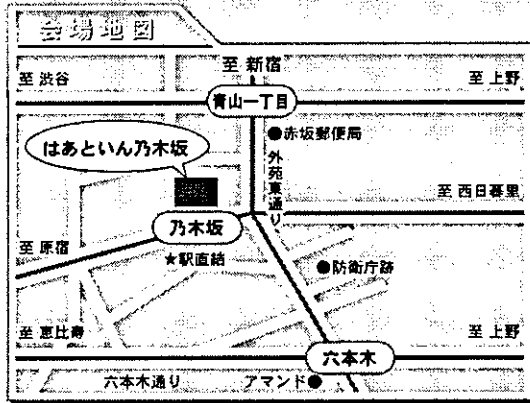 会場地図
至 新宿
至 渋谷
至 上野
青山一丁目
●赤坂郵便局
はあといん乃木坂
外苑東通り
至 西日暮里
乃木坂
至 原宿
★駅直結
●防衛庁跡
至 恵比寿
至 上野
六本木
六本木通り
アマンド●